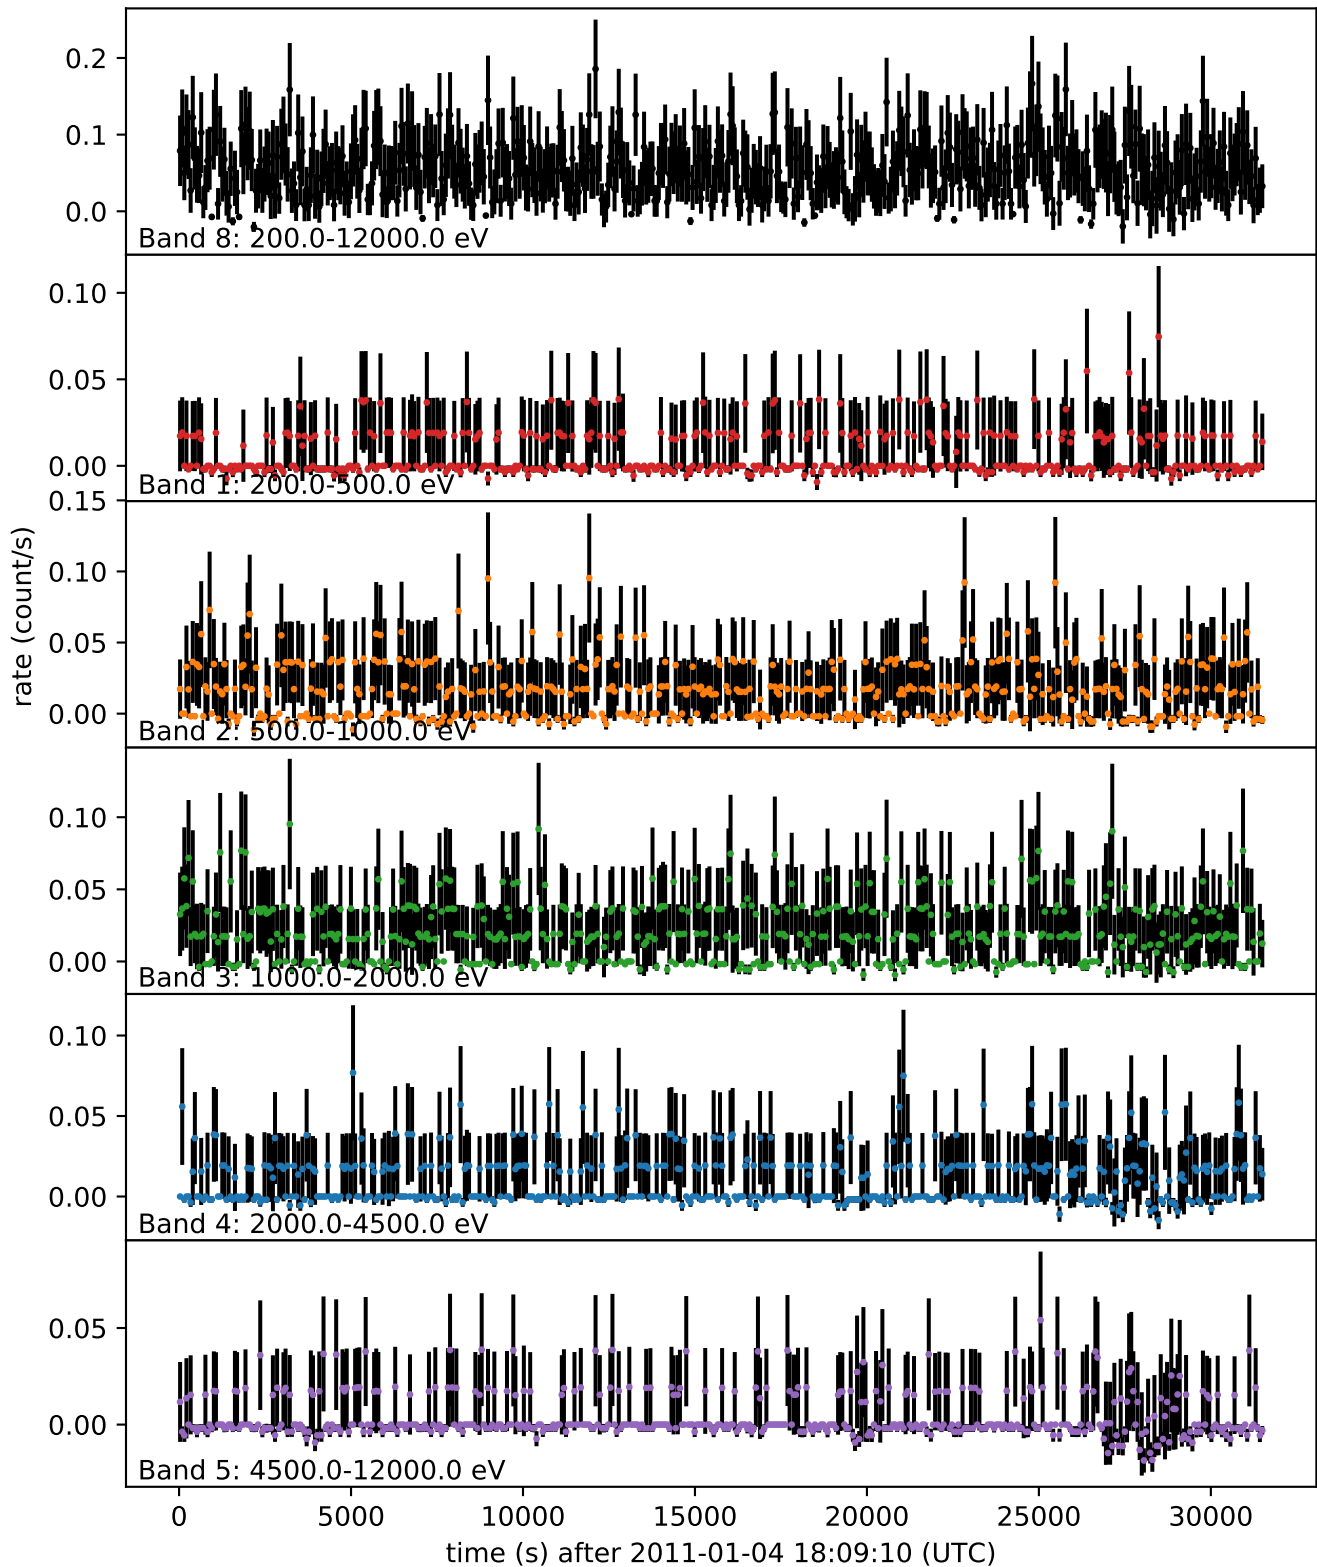 0.2
0.1
0.0
Band 8: 200.0-12000.0 eV
0.10
0.05
0.00
Band 1: 200.0-500.0 eV
0.15
0.10
0.05
0.00
Band 2: 500.0-1000.0 eV
rate (count/s)
0.10
0.05
0.00
Band 3: 1000.0-2000.0 eV
0.10
0.05
0.00
Band 4: 2000.0-4500.0 eV
0.05
0.00
Band 5: 4500.0-12000.0 eV
0 5000 10000 15000 20000 25000 30000
time (s) after 2011-01-04 18:09:10 (UTC)